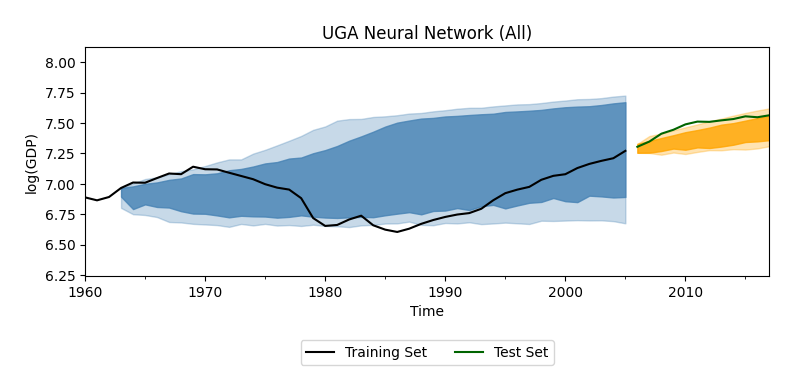 UGA Neural Network (All)
8.00
7.75
7.50
7.25
7.00
6.75
6.50
6.25
log(GDP)
1960 1970 1980 1990 2000 2010
Time
Training Set Test Set